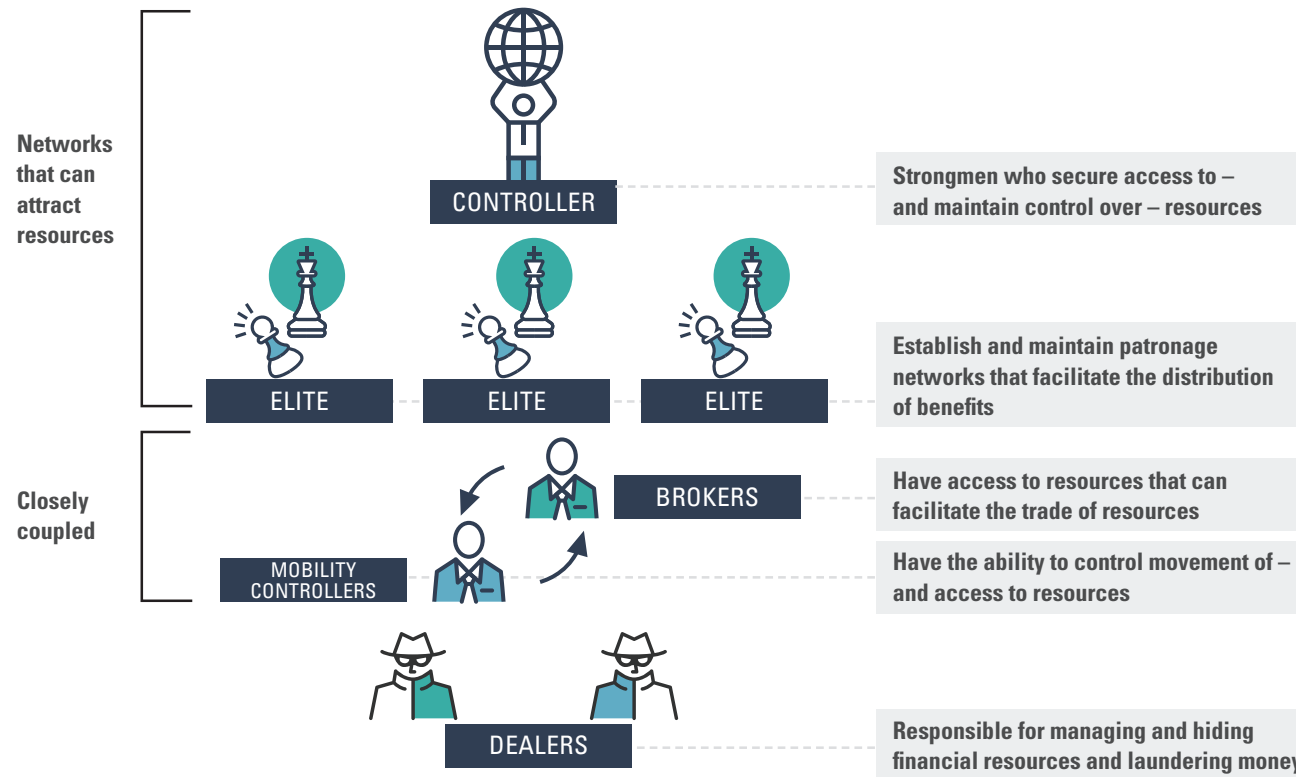 Networks
that can
attract
resources
CONTROLLER
Strongmen who secure access to –
and maintain control over – resources
ELITE
ELITE
ELITE
Establish and maintain patronage
networks that facilitate the distribution
of benefits
Closely
coupled
BROKERS
Have access to resources that can
facilitate the trade of resources
MOBILITY
CONTROLLERS
Have the ability to control movement of –
and access to resources
DEALERS
Responsible for managing and hiding
financial resources and laundering money